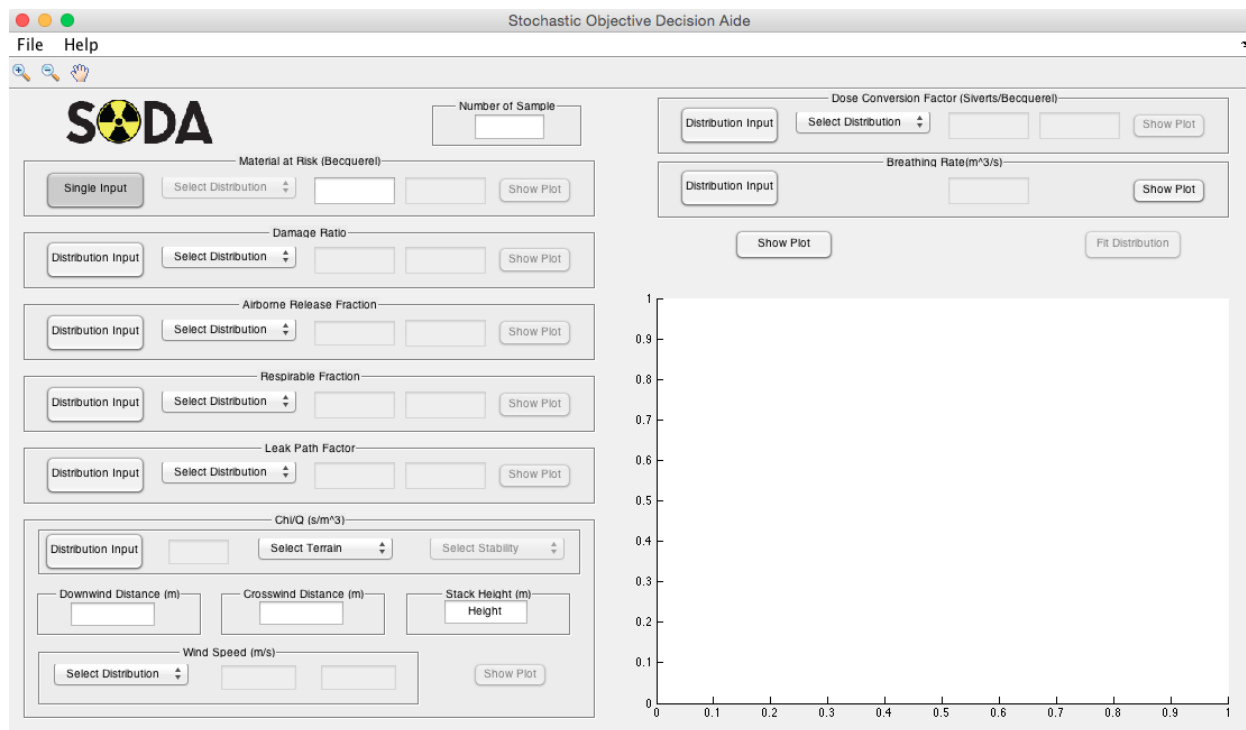 Stochastic Objective Decision Aide
File Help
SODA
Number of Sample
Material at Risk (Becquerel)
Single Input Select Distribution Show Plot
Damage Ratio
Distribution Input Select Distribution Show Plot
Airborne Release Fraction
Distribution Input Select Distribution Show Plot
Respirable Fraction
Distribution Input Select Distribution Show Plot
Leak Path Factor
Distribution Input Select Distribution Show Plot
Chi/Q (s/m^3)
Distribution Input Select Terrain Select Stability
Downwind Distance (m) Crosswind Distance (m) Stack Height (m)
Height
Wind Speed (m/s)
Select Distribution Show Plot
Dose Conversion Factor (Siverts/Becquerel)
Distribution Input Select Distribution Show Plot
Breathing Rate(m^3/s)
Distribution Input Show Plot
Show Plot Fit Distribution
1
0.9
0.8
0.7
0.6
0.5
0.4
0.3
0.2
0.1
0
0 0.1 0.2 0.3 0.4 0.5 0.6 0.7 0.8 0.9 1